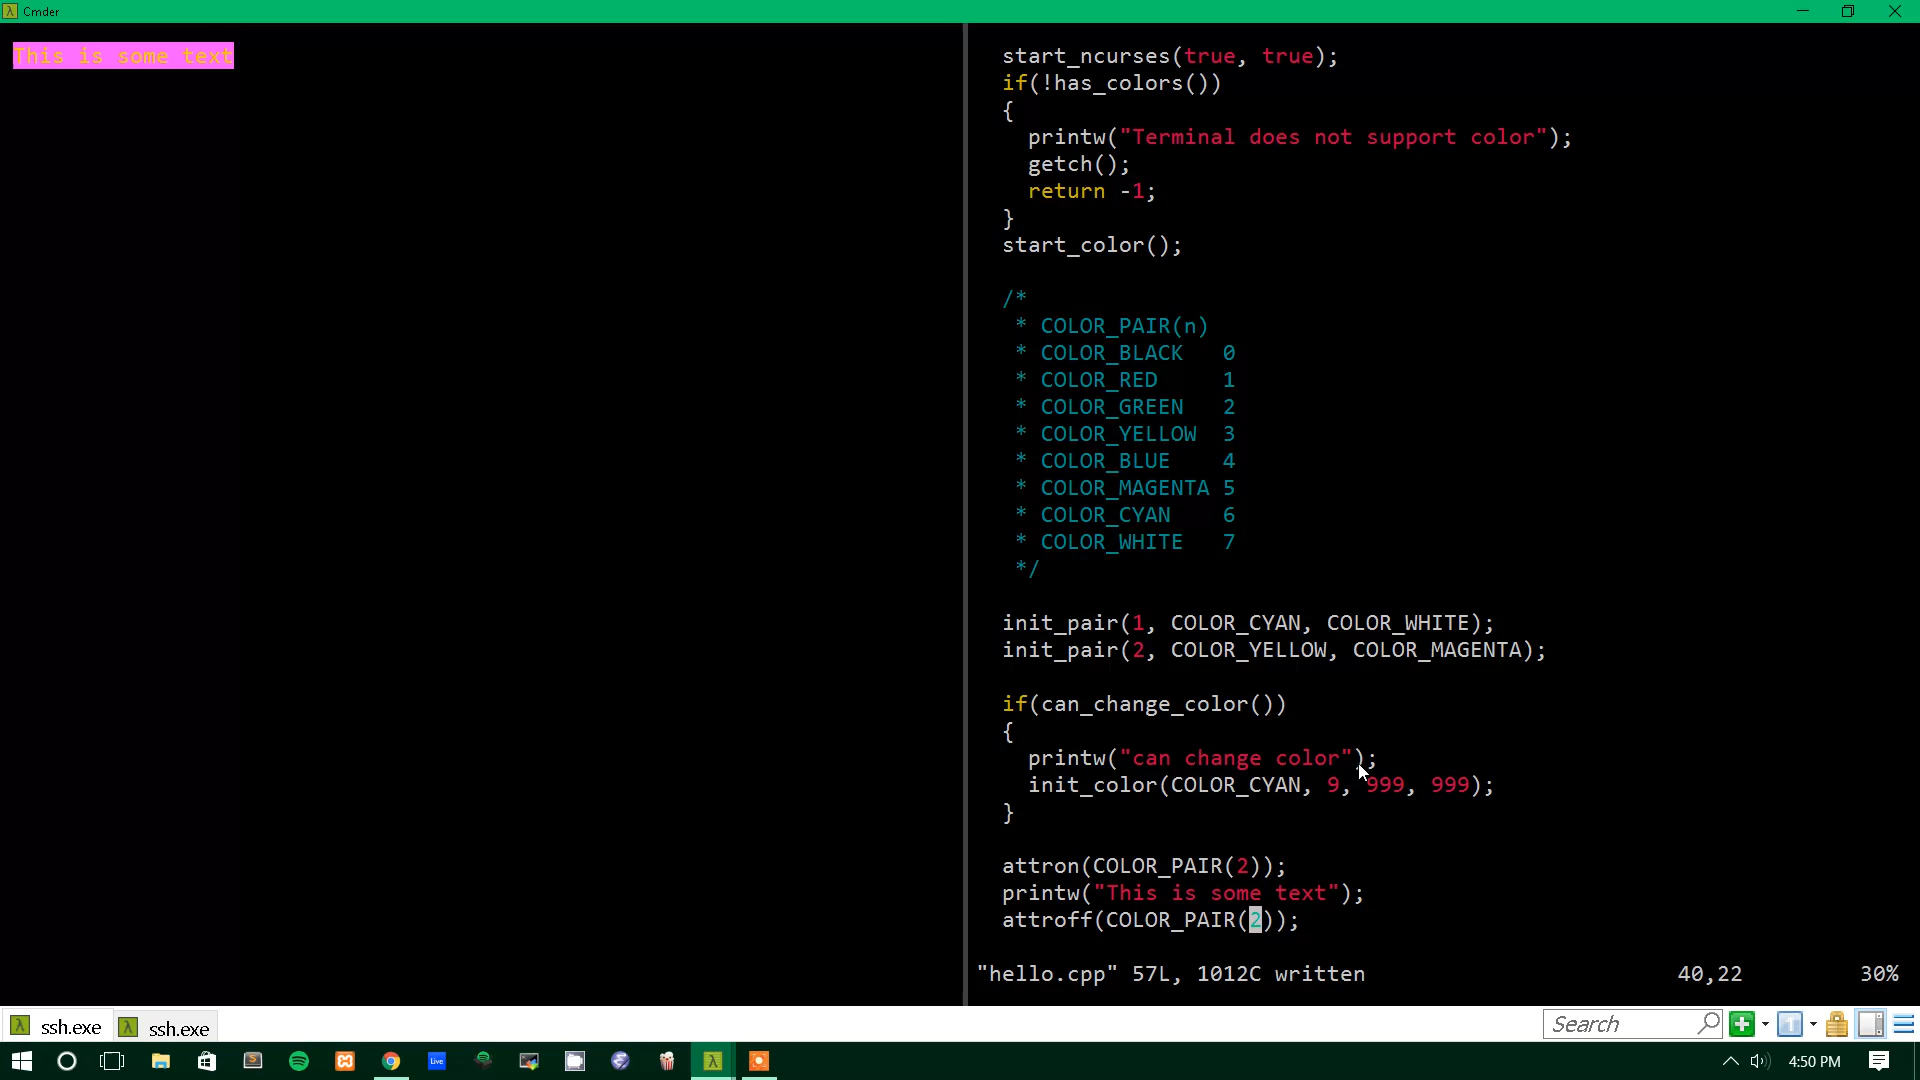 Cmder
This is some text
start_ncurses(true, true);
if(!has_colors())
{
printw("Terminal does not support color");
getch();
return -1;
}
start_color();
/*
* COLOR_PAIR(n)
* COLOR_BLACK 0
* COLOR_RED 1
* COLOR_GREEN 2
* COLOR_YELLOW 3
* COLOR_BLUE 4
* COLOR_MAGENTA 5
* COLOR_CYAN 6
* COLOR_WHITE 7
*/
init_pair(1, COLOR_CYAN, COLOR_WHITE);
init_pair(2, COLOR_YELLOW, COLOR_MAGENTA);
if(can_change_color())
{
printw("can change color");
init_color(COLOR_CYAN, 9, 999, 999);
}
attron(COLOR_PAIR(2));
printw("This is some text");
attroff(COLOR_PAIR(2));
"hello.cpp" 57L, 1012C written 40,22 30%
ssh.exe ssh.exe Search
Live 4:50 PM